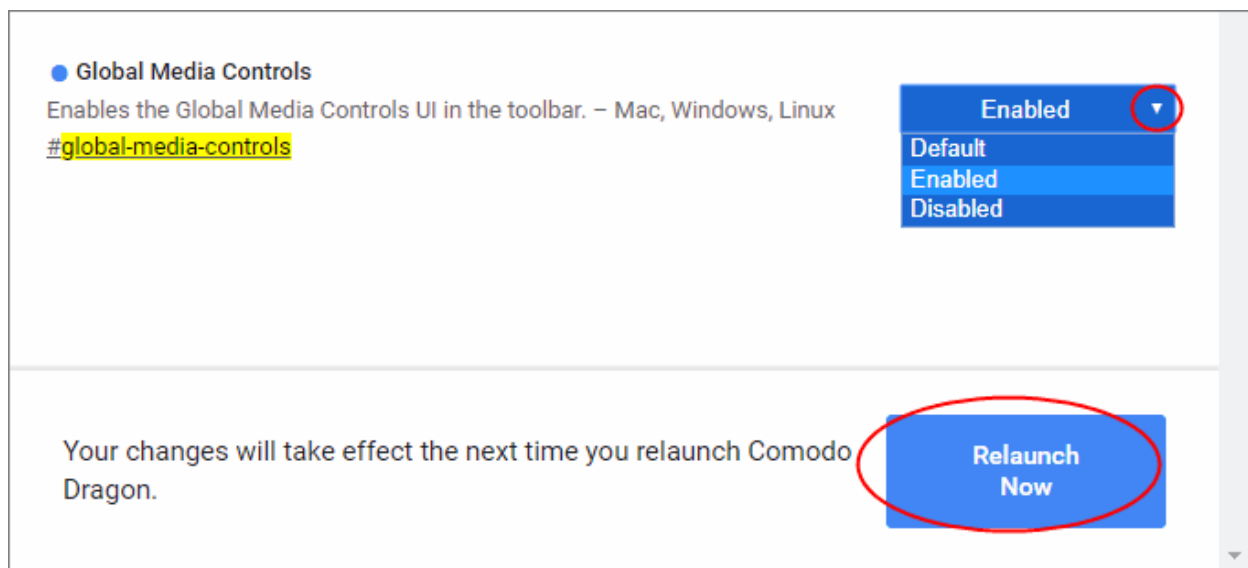 Global Media Controls
Enables the Global Media Controls UI in the toolbar. – Mac, Windows, Linux
#global-media-controls
Enabled
Default
Enabled
Disabled
Your changes will take effect the next time you relaunch Comodo
Dragon.
Relaunch
Now